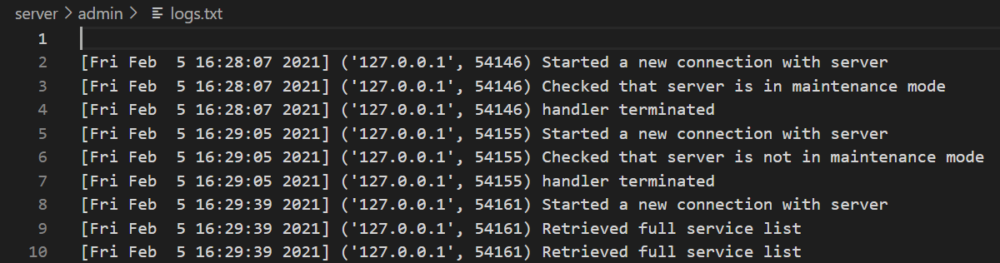 server > admin > logs.txt
1
2 [Fri Feb  5 16:28:07 2021] ('127.0.0.1', 54146) Started a new connection with server
3 [Fri Feb  5 16:28:07 2021] ('127.0.0.1', 54146) Checked that server is in maintenance mode
4 [Fri Feb  5 16:28:07 2021] ('127.0.0.1', 54146) handler terminated
5 [Fri Feb  5 16:29:05 2021] ('127.0.0.1', 54155) Started a new connection with server
6 [Fri Feb  5 16:29:05 2021] ('127.0.0.1', 54155) Checked that server is not in maintenance mode
7 [Fri Feb  5 16:29:05 2021] ('127.0.0.1', 54155) handler terminated
8 [Fri Feb  5 16:29:39 2021] ('127.0.0.1', 54161) Started a new connection with server
9 [Fri Feb  5 16:29:39 2021] ('127.0.0.1', 54161) Retrieved full service list
10 [Fri Feb  5 16:29:39 2021] ('127.0.0.1', 54161) Retrieved full service list